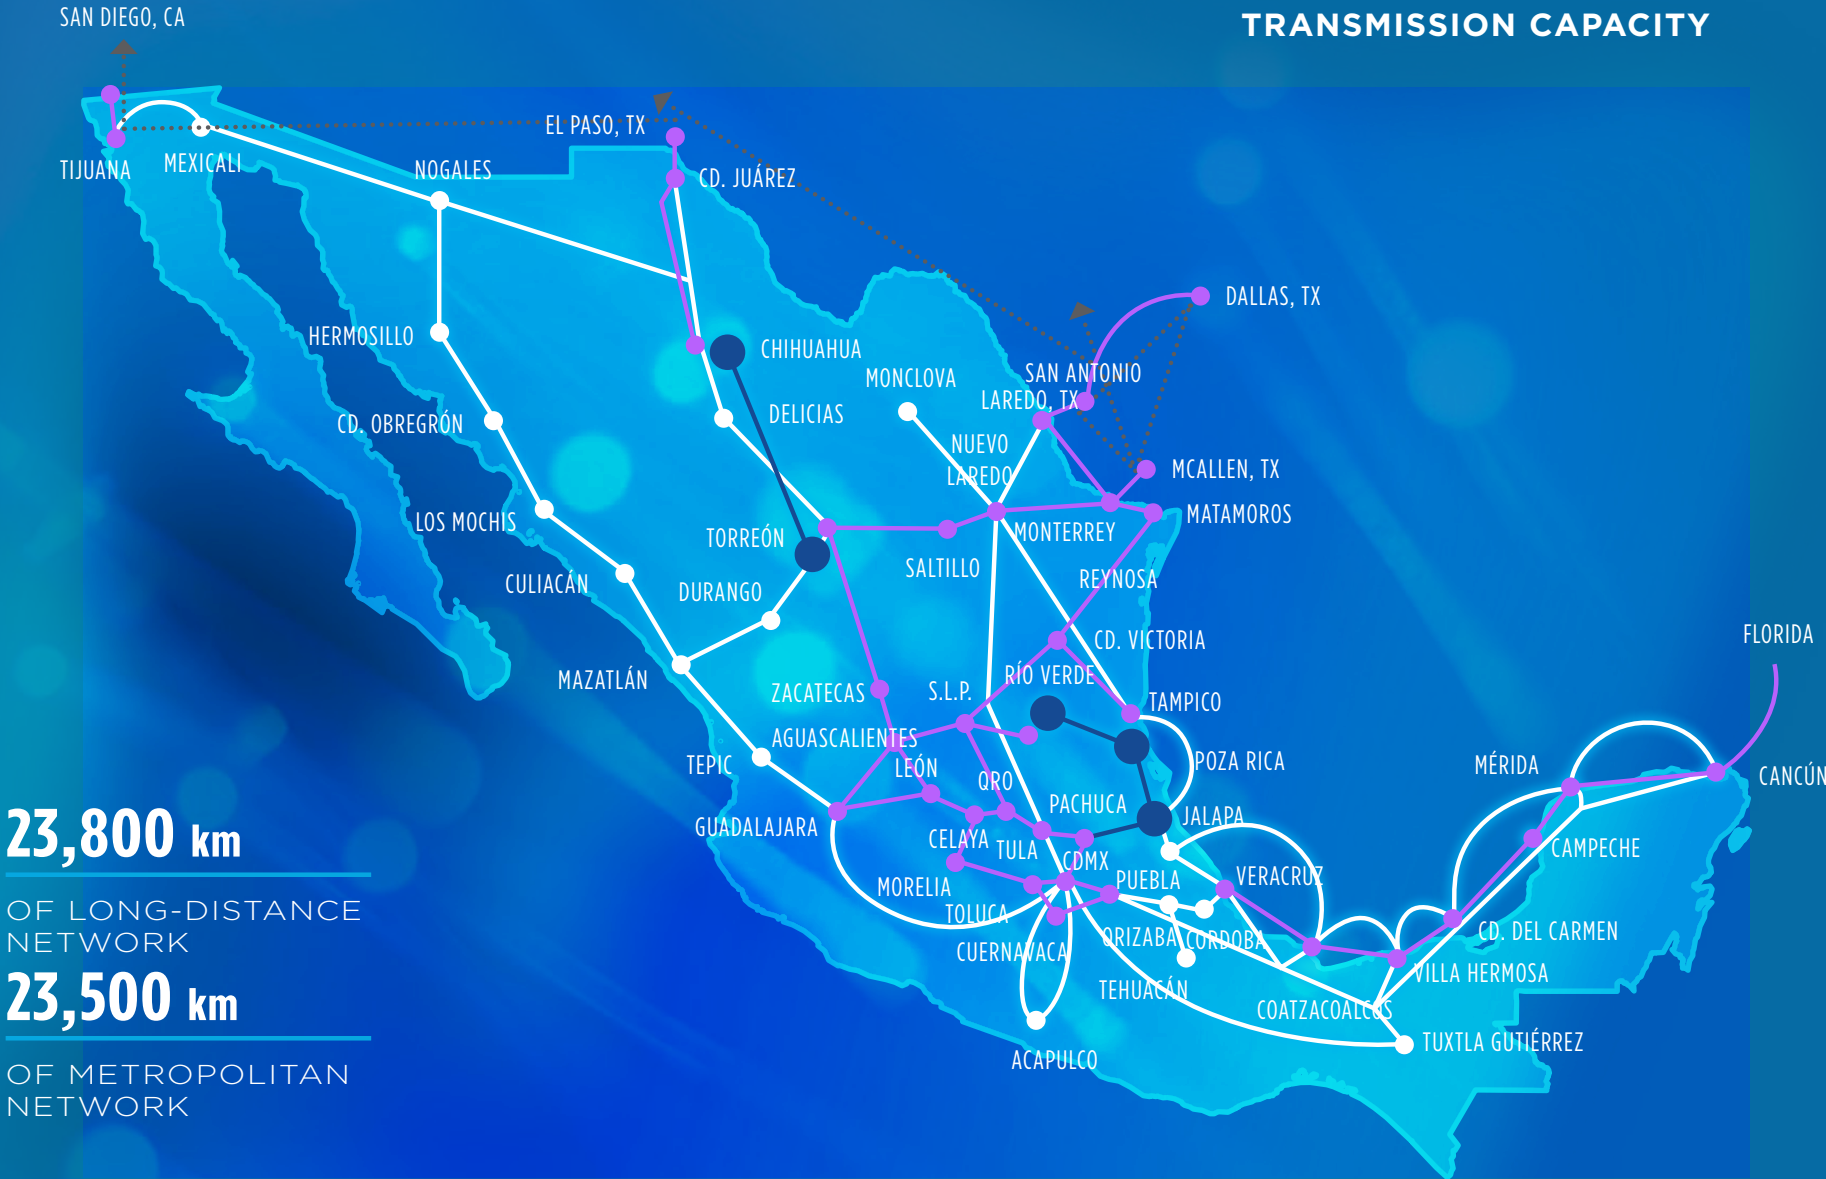 SAN DIEGO, CA
TRANSMISSION CAPACITY
EL PASO, TX
TIJUANA
MEXICALI
NOGALES
CD. JUÁREZ
DALLAS, TX
HERMOSILLO
CHIHUAHUA
MONCLOVA
SAN ANTONIO
LAREDO, TX
CD. OBREGRÓN
DELICIAS
NUEVO
LAREDO
MCALLEN, TX
LOS MOCHIS
TORREÓN
MONTERREY
MATAMOROS
SALTILLO
REYNOSA
CULIACÁN
DURANGO
CD. VICTORIA
FLORIDA
MAZATLÁN
ZACATECAS
S.L.P.
RÍO VERDE
TAMPICO
AGUASCALIENTES
TEPIC
LEÓN
QRO
POZA RICA
MÉRIDA
CANCÚN
PACHUCA
JALAPA
GUADALAJARA
CELAYA
TULA
CDMX
CAMPECHE
MORELIA
PUEBLA
VERACRUZ
TOLUCA
CUERNAVACA
ORIZABA
CORDOBA
CD. DEL CARMEN
TEHUACÁN
VILLA HERMOSA
COATZACOALCOS
TUXTLA GUTIÉRREZ
ACAPULCO
23,800 km
OF LONG-DISTANCE
NETWORK
23,500 km
OF METROPOLITAN
NETWORK